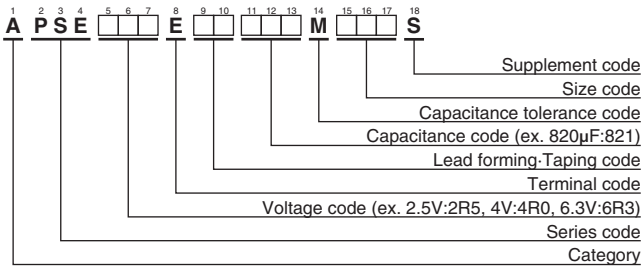 1 2 3 4 5 6 7 8 9 10 11 12 13 14 15 16 17 18
A P S E E M S
Supplement code
Size code
Capacitance tolerance code
Capacitance code (ex. 820µF:821)
Lead forming·Taping code
Terminal code
Voltage code (ex. 2.5V:2R5, 4V:4R0, 6.3V:6R3)
Series code
Category